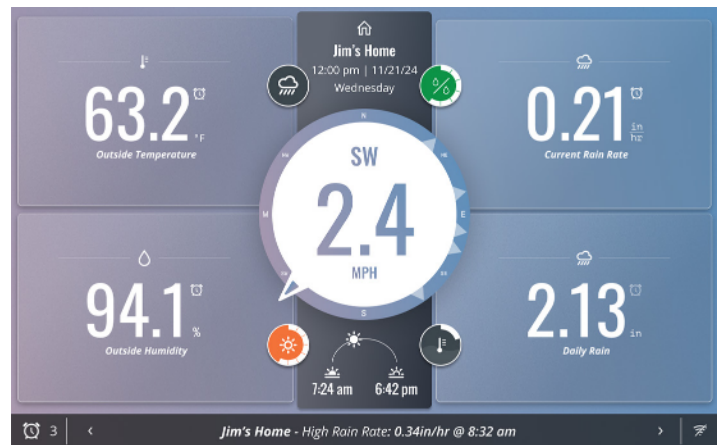 Jim's Home
12:00 pm | 11/21/24
Wednesday
63.2 °F
Outside Temperature
0.21 in
hr
Current Rain Rate
N
NE
E
S
SW
2.4
MPH
94.1 %
Outside Humidity
2.13 in
Daily Rain
7:24 am 6:42 pm
3 ‹ Jim's Home - High Rain Rate: 0.34in/hr @ 8:32 am ›